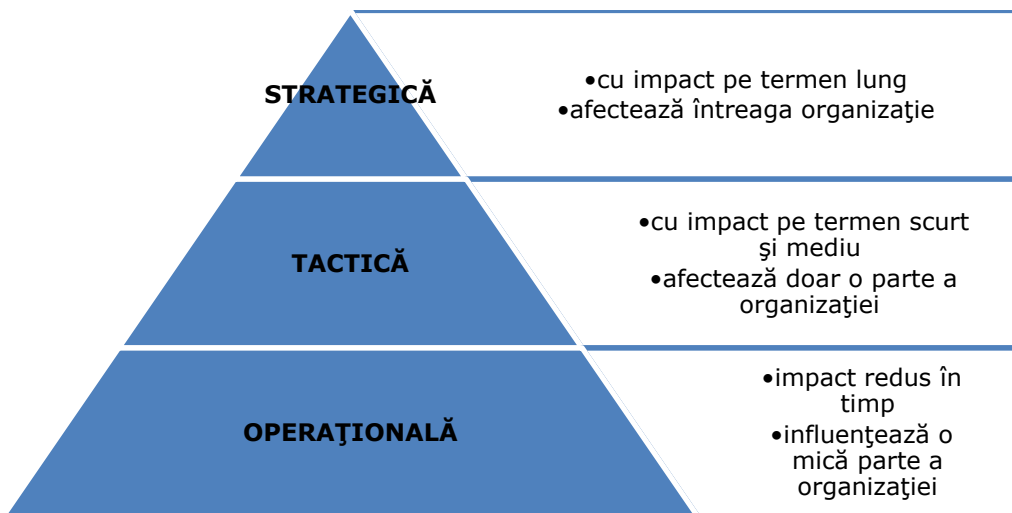 STRATEGICĂ
•cu impact pe termen lung
•afectează întreaga organizaţie
TACTICĂ
•cu impact pe termen scurt
şi mediu
•afectează doar o parte a
organizaţiei
OPERAŢIONALĂ
•impact redus în
timp
•influenţează o
mică parte a
organizaţiei